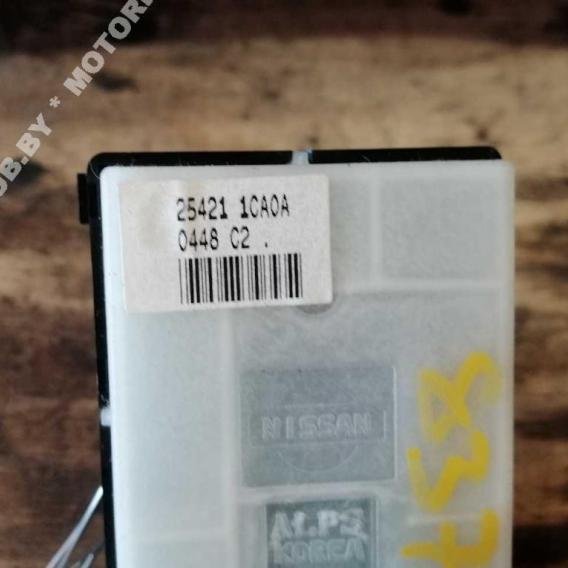 OB.BY * MOTOR
25421 1CA0A
0448 C2 .
NISSAN
ALPS
KOREA